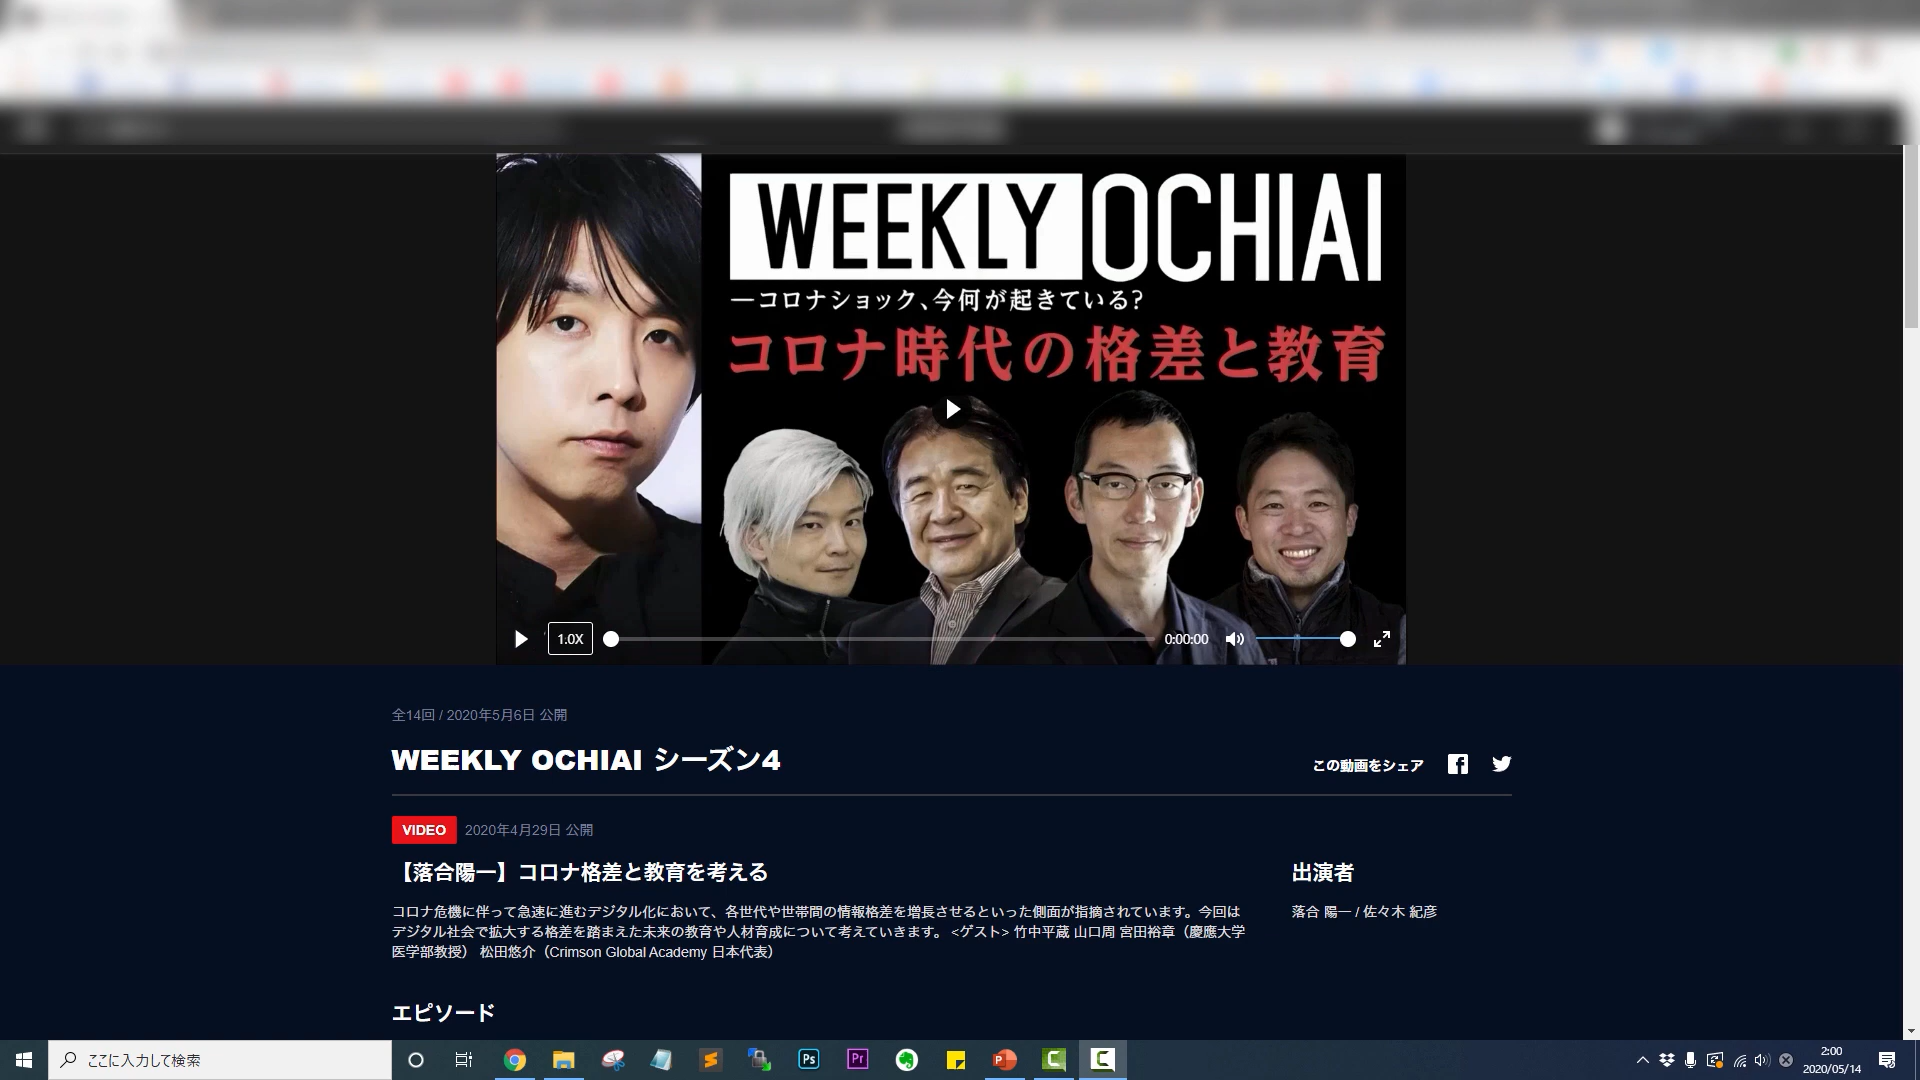 WEEKLY OCHIAI
―コロナショック、今何が起きている?
コロナ時代の格差と教育
1.0X
0:00:00
全14回 / 2020年5月6日 公開
WEEKLY OCHIAI シーズン4
この動画をシェア
VIDEO 2020年4月29日 公開
【落合陽一】コロナ格差と教育を考える
コロナ危機に伴って急速に進むデジタル化において、各世代や世帯間の情報格差を増長させるといった側面が指摘されています。今回は
デジタル社会で拡大する格差を踏まえた未来の教育や人材育成について考えていきます。 <ゲスト> 竹中平蔵 山口周 宮田裕章（慶應大学
医学部教授） 松田悠介（Crimson Global Academy 日本代表）
出演者
落合 陽一 / 佐々木 紀彦
エピソード
ここに入力して検索
Ps
Pr
P
C
C
2:00
2020/05/14